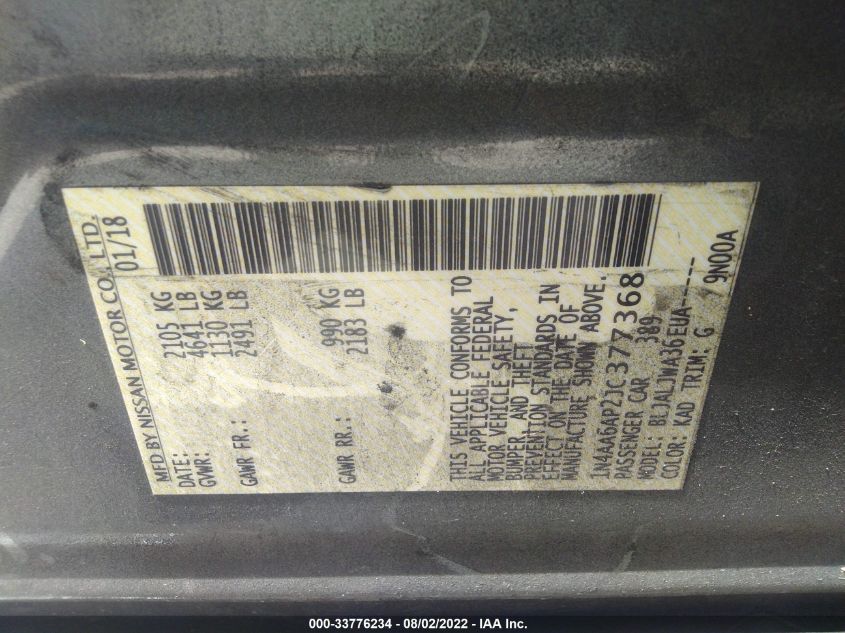 MFD BY NISSAN MOTOR CO., LTD.
DATE: 01/18
GVWR: 2105 KG
4641 LB
GAWR FR.: 1130 KG
2491 LB
GAWR RR.: 990 KG
2183 LB
THIS VEHICLE CONFORMS TO
ALL APPLICABLE FEDERAL
MOTOR VEHICLE SAFETY,
BUMPER AND THEFT
PREVENTION STANDARDS IN
EFFECT ON THE DATE OF
MANUFACTURE SHOWN ABOVE.
1N4AA6AP2JC377368
PASSENGER CAR 389
MODEL: BEJALJWA36EUA-----
COLOR: KAD TRIM: G 9N00A
000-33776234 - 08/02/2022 - IAA Inc.